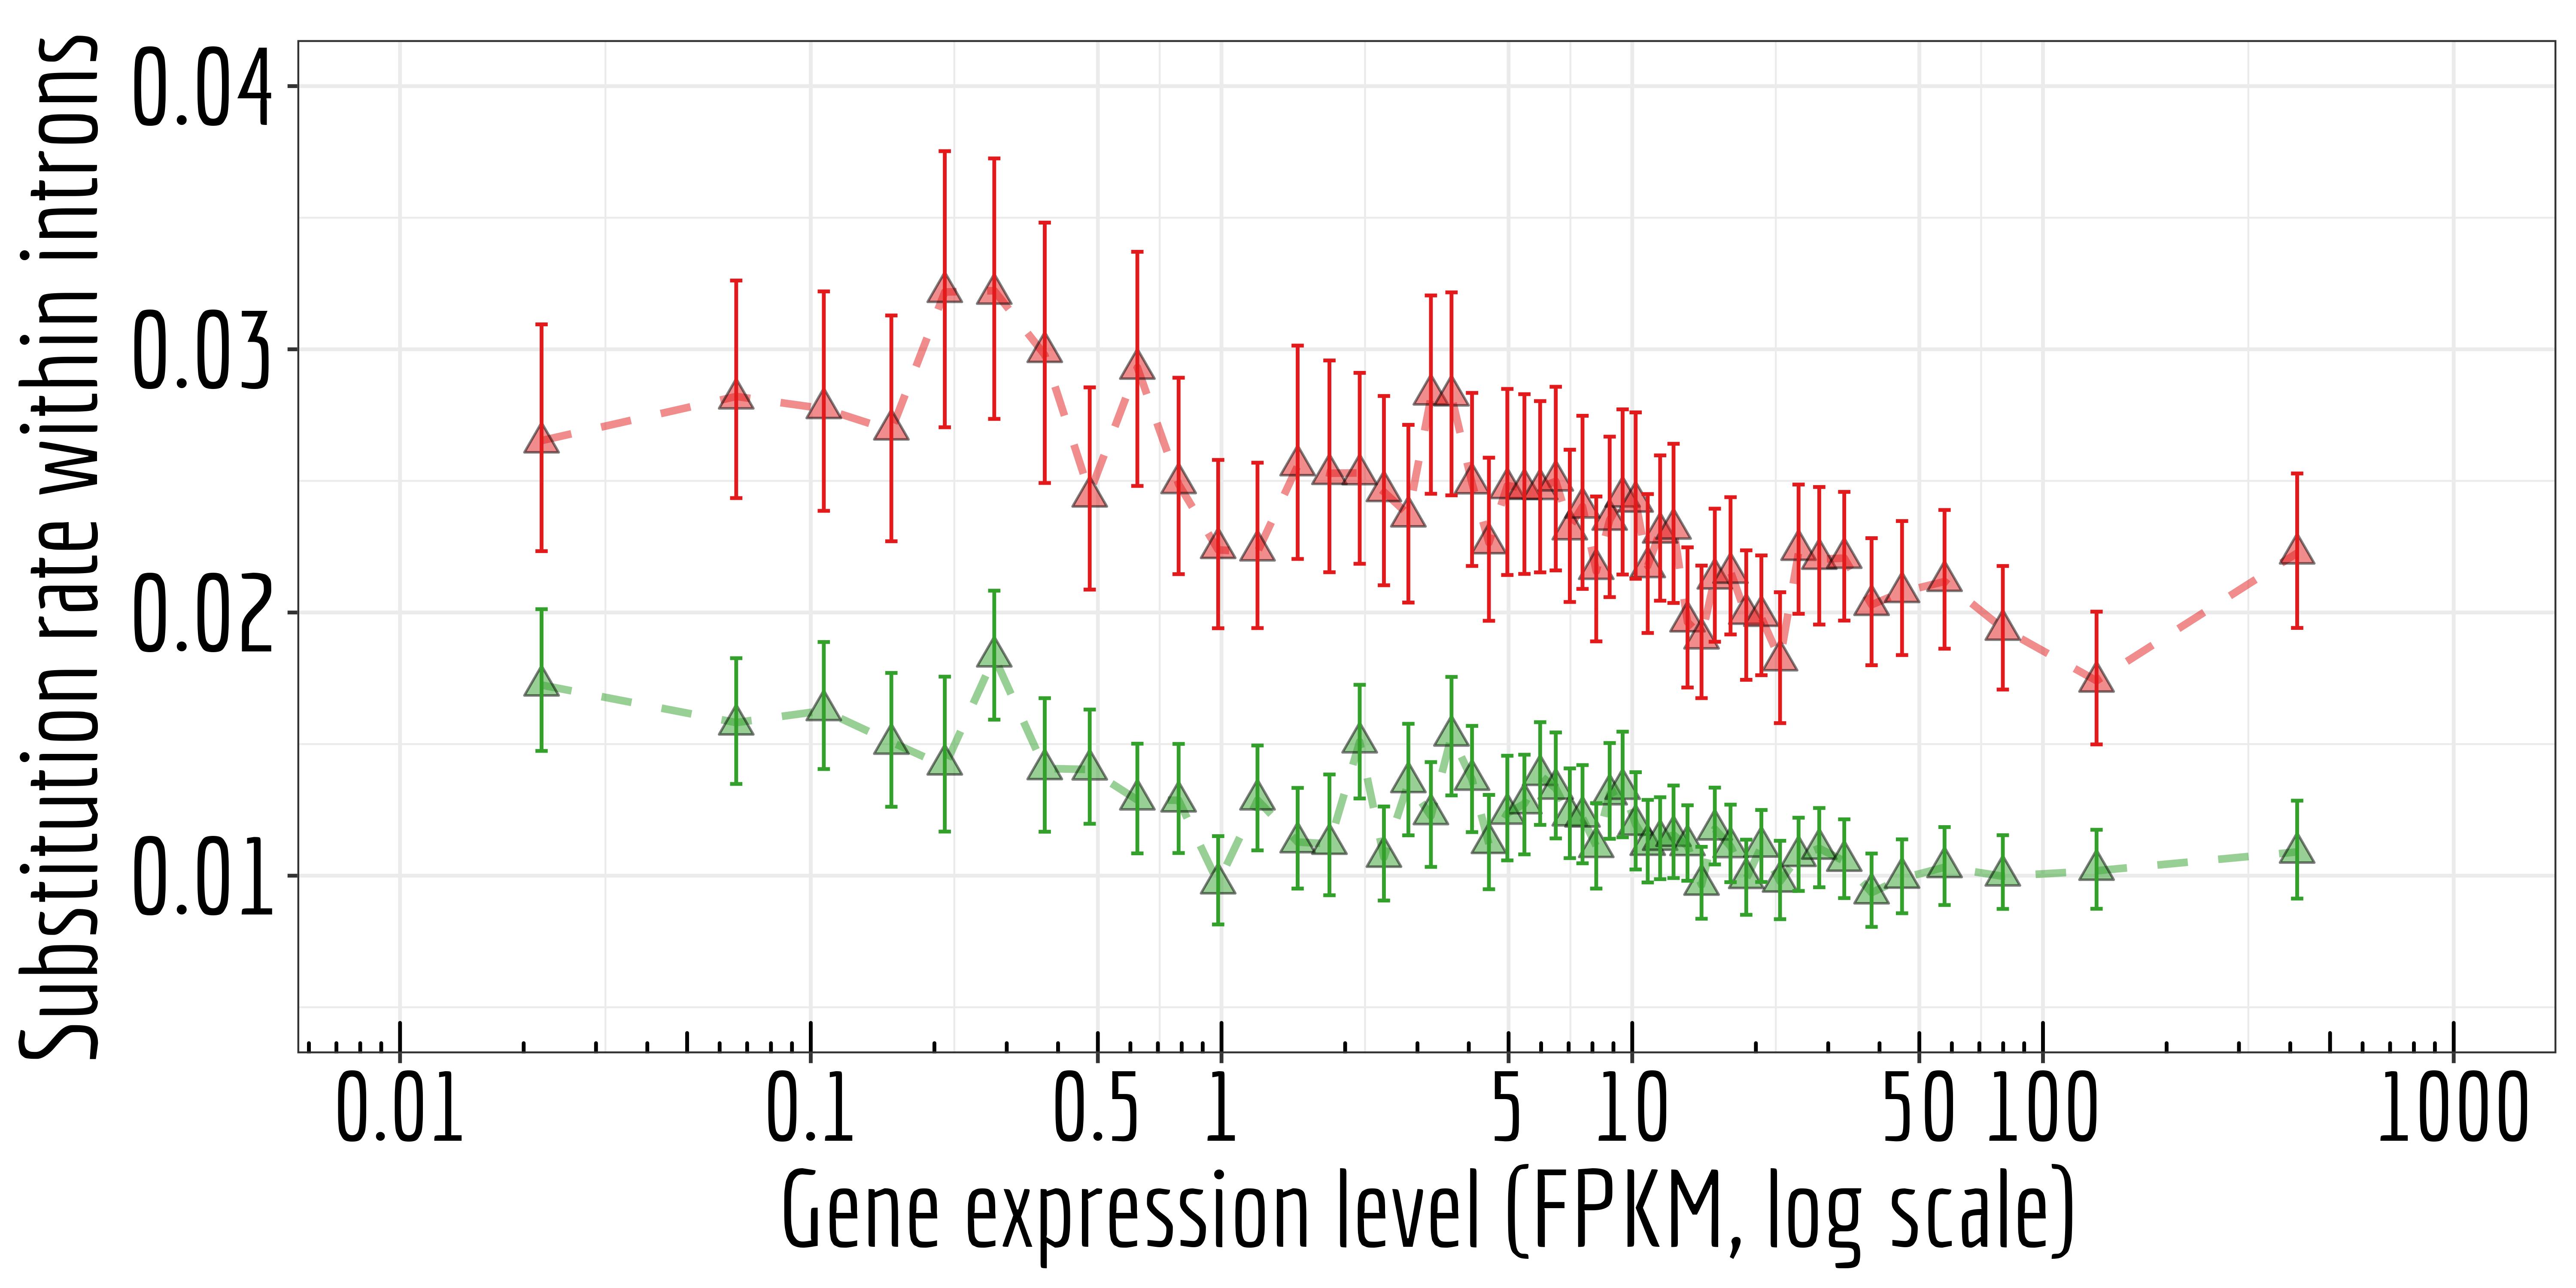 Substitution rate within introns
0.04
0.03
0.02
0.01
0.01 0.1 0.5 1 5 10 50 100 1000
Gene expression level (FPKM, log scale)